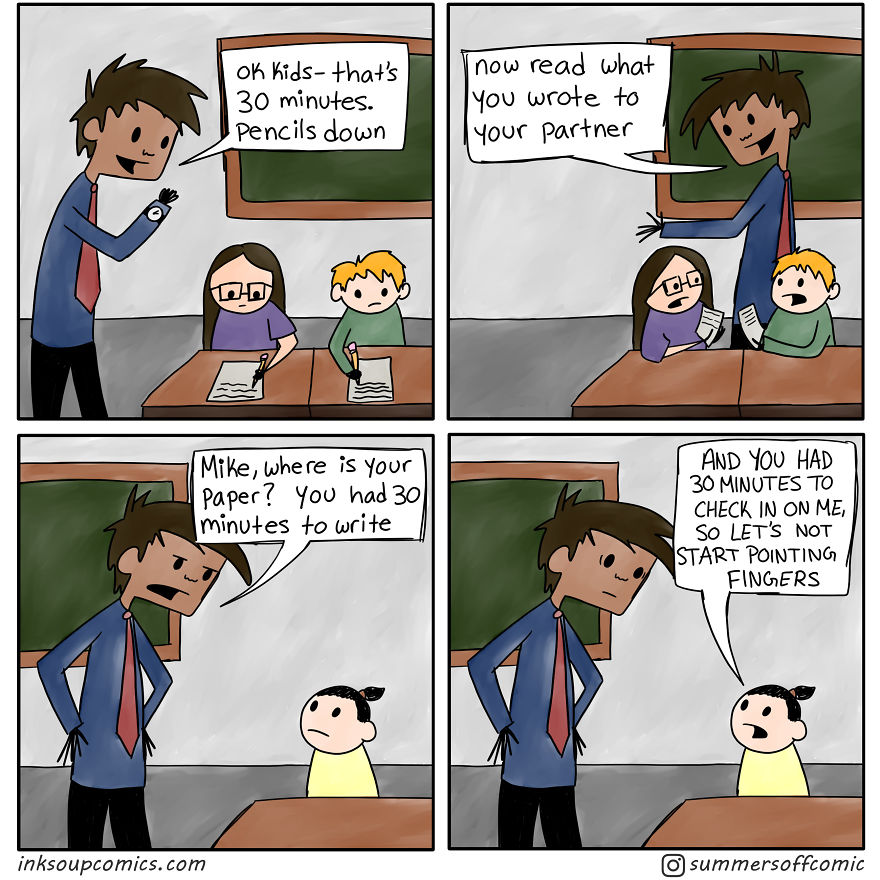 OK Kids- that's
30 minutes.
Pencils down
now read what
you wrote to
your partner
Mike, where is your
Paper? You had 30
minutes to write
AND YOU HAD
30 MINUTES TO
CHECK IN ON ME,
SO LET'S NOT
START POINTING
FINGERS
inksoupcomics.com
summersoffcomic